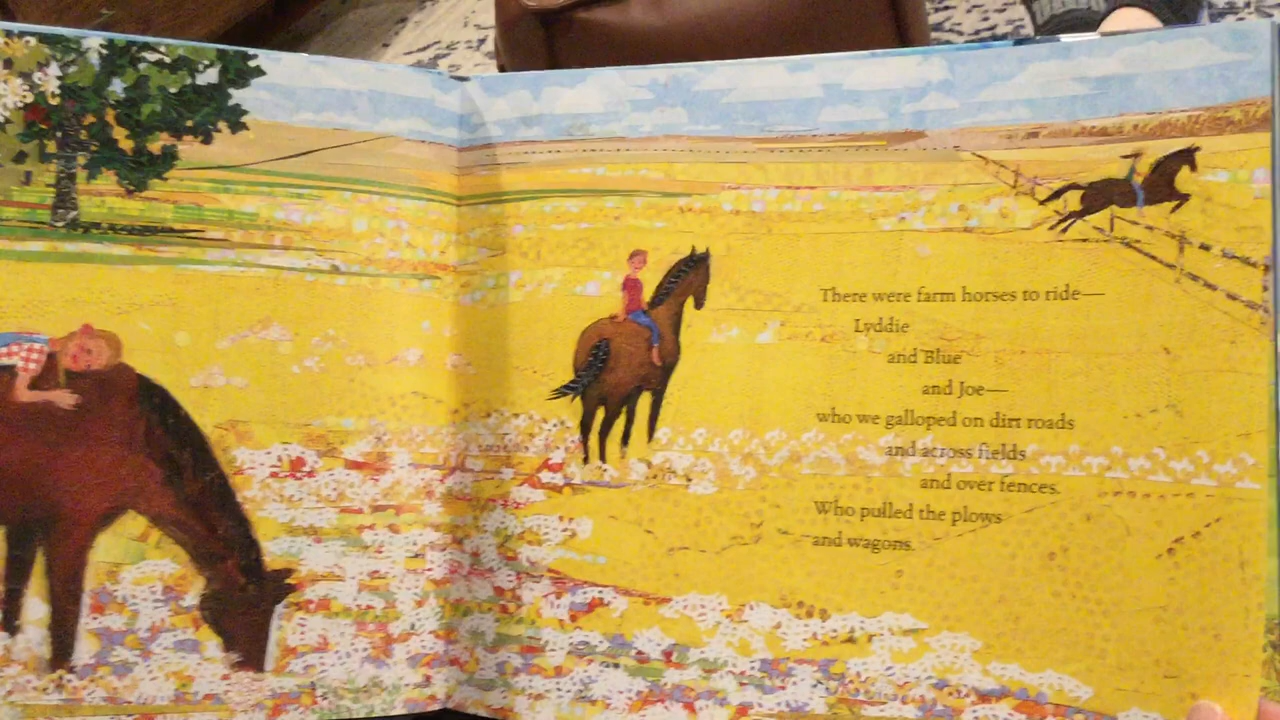 There were farm horses to ride—
Lyddie
and Blue
and Joe—
who we galloped on dirt roads
and across fields
and over fences.
Who pulled the plows
and wagons.